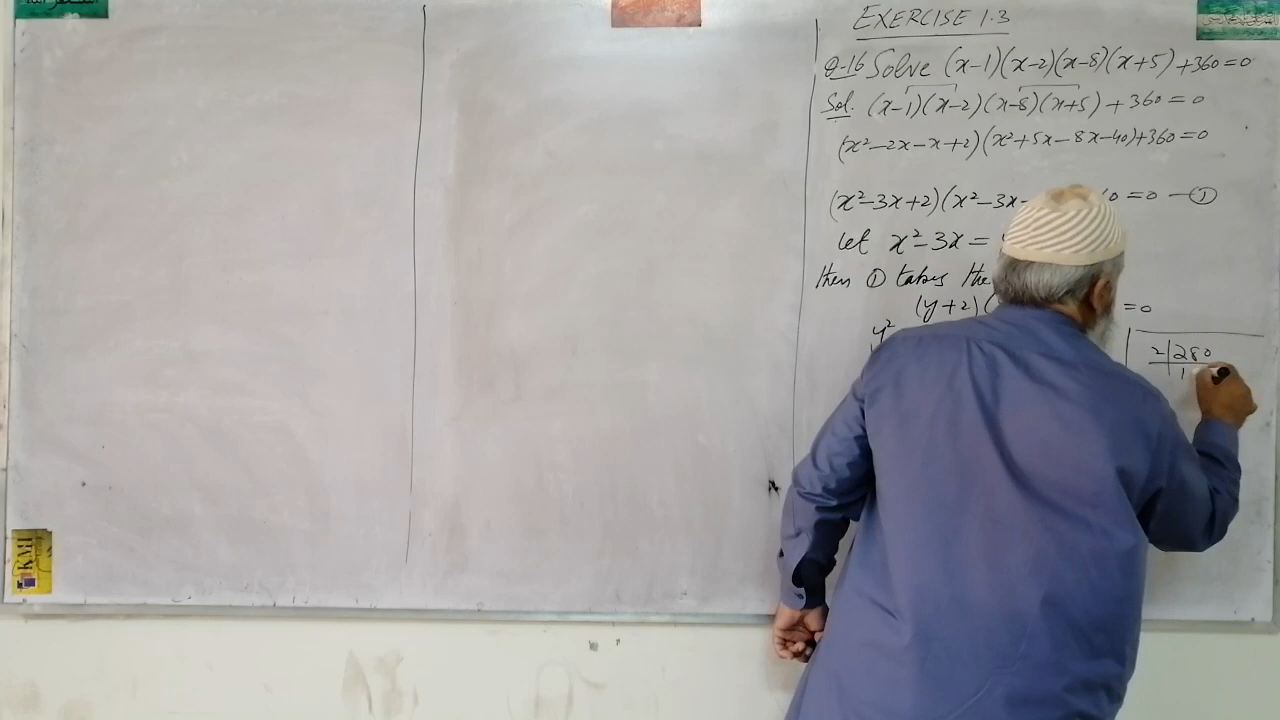 EXERCISE 1.3
Q.16 Solve (x-1)(x-2)(x-8)(x+5)+360=0
Sol. (x-1)(x-2)(x-8)(x+5)+360=0
(x²-2x-x+2)(x²+5x-8x-40)+360=0
(x²-3x+2)(x²-3x- 0=0 —①
let x²-3x=
then ① takes the
(y+2)( =0
y²
2|280
1
KMI